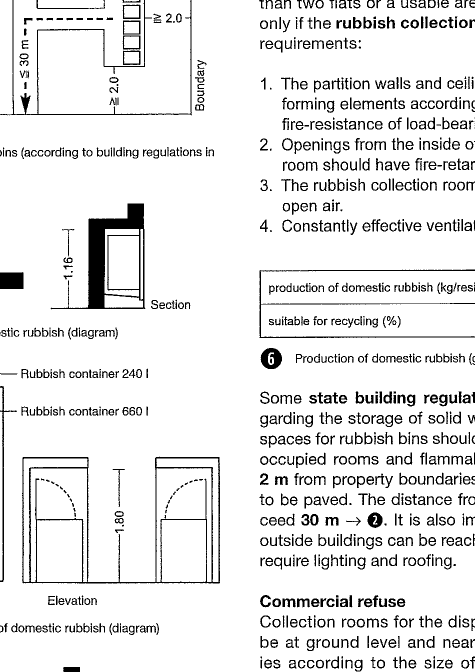 ≧ 2.0
≦ 30 m
≧ 2.0
Boundary
bins (according to building regulations in
1.16
Section
stic rubbish (diagram)
Rubbish container 240 l
Rubbish container 660 l
1.80
Elevation
of domestic rubbish (diagram)
than two flats or a usable are
only if the rubbish collection
requirements:
1. The partition walls and ceili
forming elements according
fire-resistance of load-bear
2. Openings from the inside o
room should have fire-retar
3. The rubbish collection room
open air.
4. Constantly effective ventilat
production of domestic rubbish (kg/resi
suitable for recycling (%)
6 Production of domestic rubbish (
Some state building regulat
garding the storage of solid w
spaces for rubbish bins should
occupied rooms and flammal
2 m from property boundaries
to be paved. The distance fro
ceed 30 m → 2. It is also im
outside buildings can be reach
require lighting and roofing.
Commercial refuse
Collection rooms for the disp
be at ground level and near
ies according to the size of